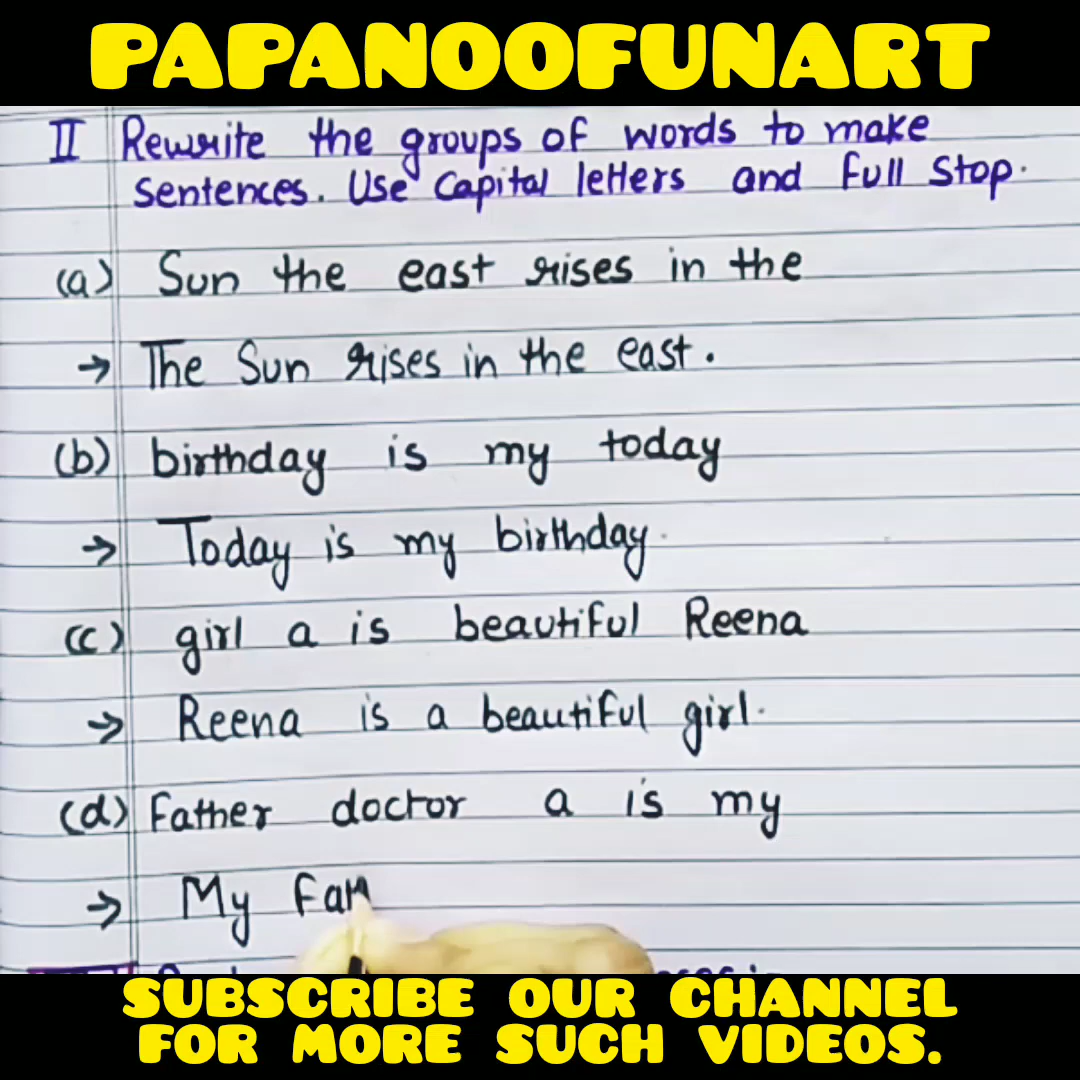 PAPANOOFUNART
II Rewrite the groups of words to make
sentences. Use Capital letters and full stop.
(a) Sun the east rises in the
→ The Sun rises in the east.
(b) birthday is my today
→ Today is my birthday.
(c) girl a is beautiful Reena
→ Reena is a beautiful girl.
(d) Father doctor a is my
→ My Fath
SUBSCRIBE OUR CHANNEL
FOR MORE SUCH VIDEOS.